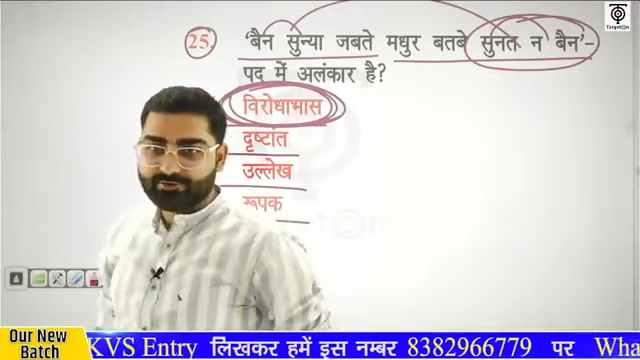 25.
'बैन सुन्या जबते मधुर बतबे सुनत न बैन'-
पद में अलंकार है?
विरोधाभास
दृष्टांत
उल्लेख
रूपक
Our New
Batch
KVS Entry लिखकर हमें इस नम्बर 8382966779 पर Wha